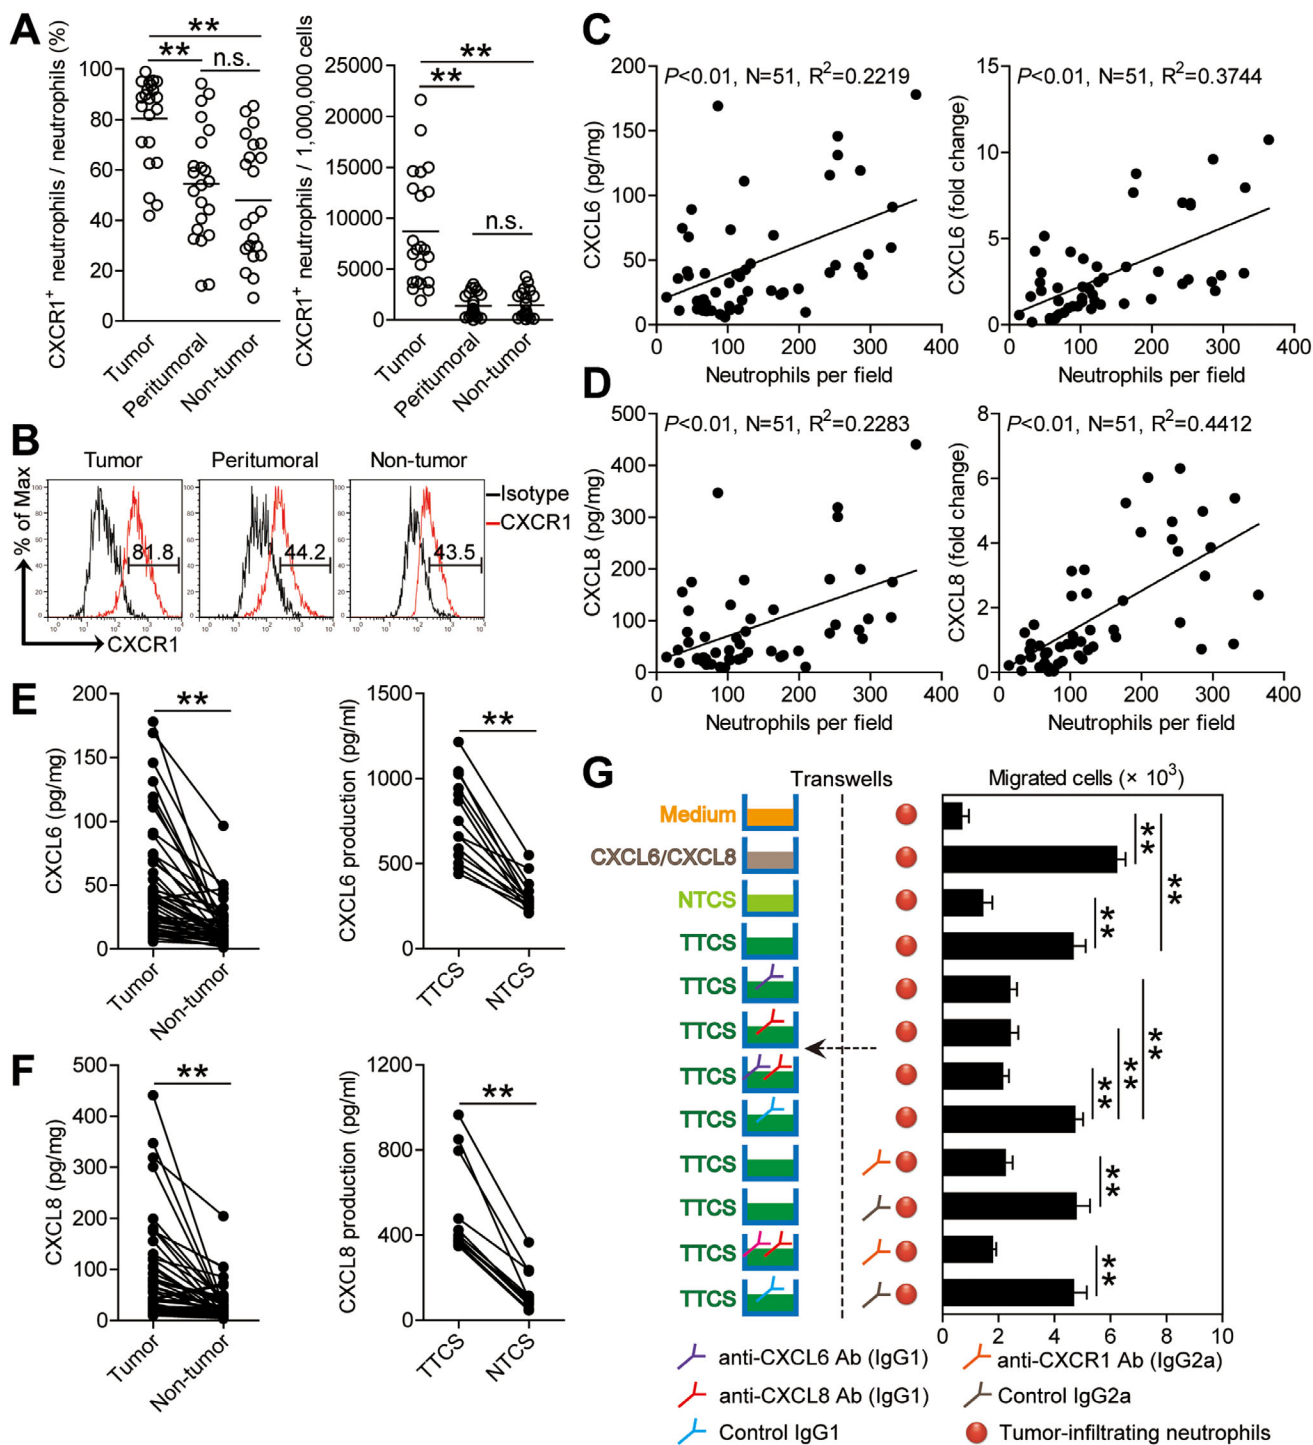 A
CXCR1+ neutrophils / neutrophils (%)
** ** n.s.
100
80
60
40
20
0
Tumor
Peritumoral
Non-tumor
CXCR1+ neutrophils / 1,000,000 cells
** ** n.s.
25000
20000
15000
10000
5000
0
Tumor
Peritumoral
Non-tumor
B
Tumor Peritumoral Non-tumor
% of Max
81.8 44.2 43.5
Isotype
CXCR1
CXCR1
C
CXCL6 (pg/mg)
P<0.01, N=51, R2=0.2219
200
150
100
50
0
0 100 200 300 400
Neutrophils per field
CXCL6 (fold change)
P<0.01, N=51, R2=0.3744
15
10
5
0
0 100 200 300 400
Neutrophils per field
D
CXCL8 (pg/mg)
P<0.01, N=51, R2=0.2283
500
400
300
200
100
0
0 100 200 300 400
Neutrophils per field
CXCL8 (fold change)
P<0.01, N=51, R2=0.4412
8
6
4
2
0
0 100 200 300 400
Neutrophils per field
E
CXCL6 (pg/mg)
**
200
150
100
50
0
Tumor
Non-tumor
CXCL6 production (pg/ml)
**
1500
1000
500
0
TTCS
NTCS
F
CXCL8 (pg/mg)
**
500
400
300
200
100
0
Tumor
Non-tumor
CXCL8 production (pg/ml)
**
1200
800
400
0
TTCS
NTCS
G
Transwells Migrated cells (× 103)
Medium
CXCL6/CXCL8
NTCS
TTCS
TTCS
TTCS
TTCS
TTCS
TTCS
TTCS
TTCS
TTCS
** ** ** ** ** ** ** **
0 2 4 6 8 10
anti-CXCL6 Ab (IgG1)
anti-CXCL8 Ab (IgG1)
Control IgG1
anti-CXCR1 Ab (IgG2a)
Control IgG2a
Tumor-infiltrating neutrophils